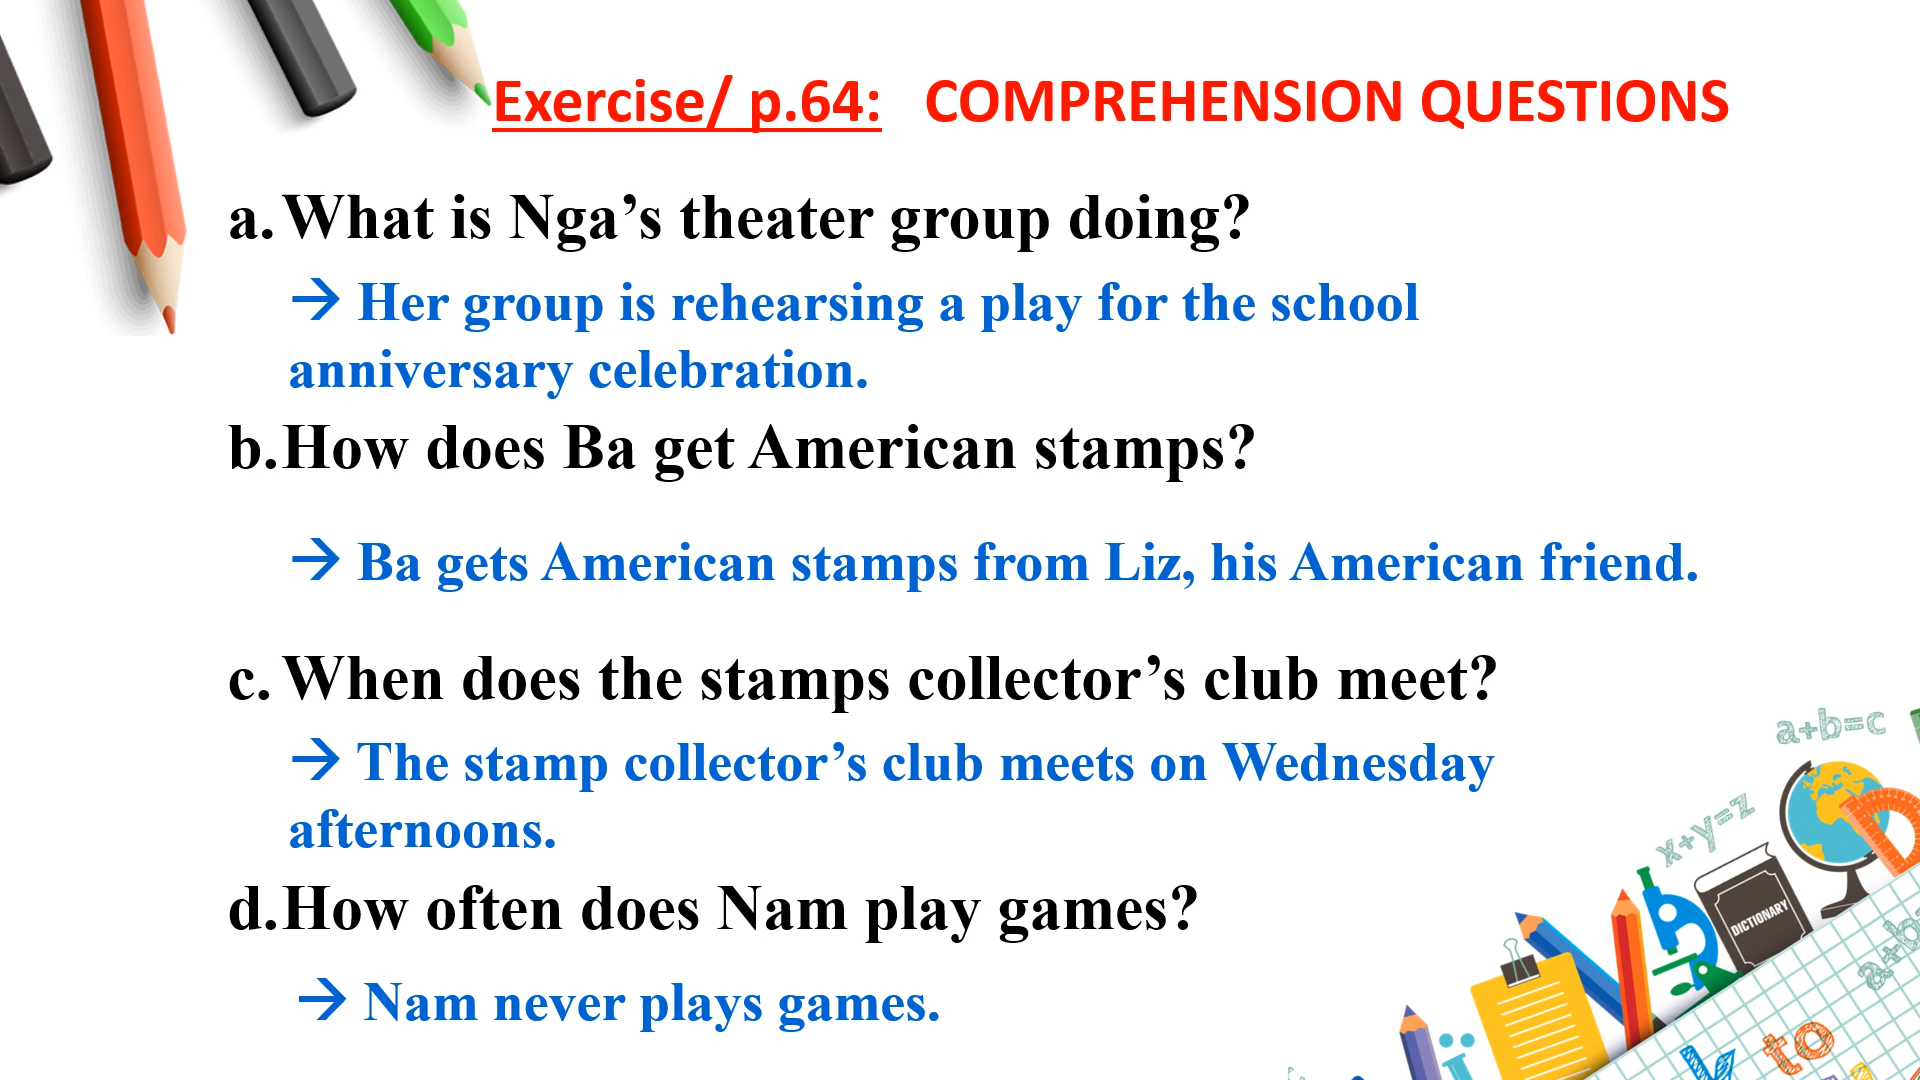 Exercise/ p.64: COMPREHENSION QUESTIONS
a. What is Nga’s theater group doing?
→ Her group is rehearsing a play for the school
anniversary celebration.
b. How does Ba get American stamps?
→ Ba gets American stamps from Liz, his American friend.
c. When does the stamps collector’s club meet?
→ The stamp collector’s club meets on Wednesday
afternoons.
d. How often does Nam play games?
→ Nam never plays games.
a+b=c
x+y=z
DICTIONARY
a+b
to